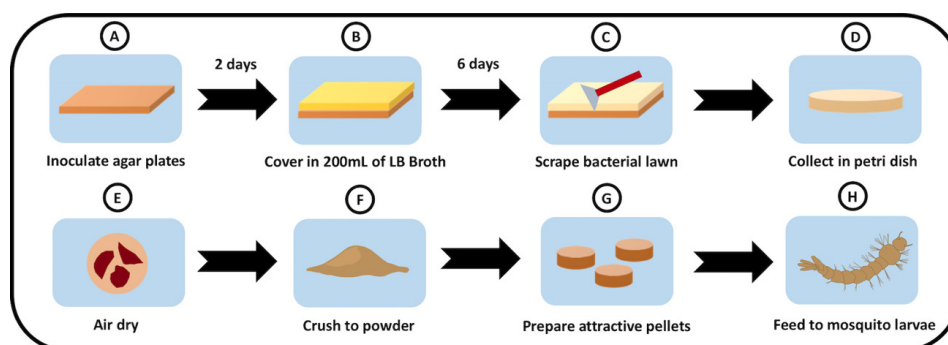 A
B
C
D
2 days
6 days
Inoculate agar plates
Cover in 200mL of LB Broth
Scrape bacterial lawn
Collect in petri dish
E
F
G
H
Air dry
Crush to powder
Prepare attractive pellets
Feed to mosquito larvae